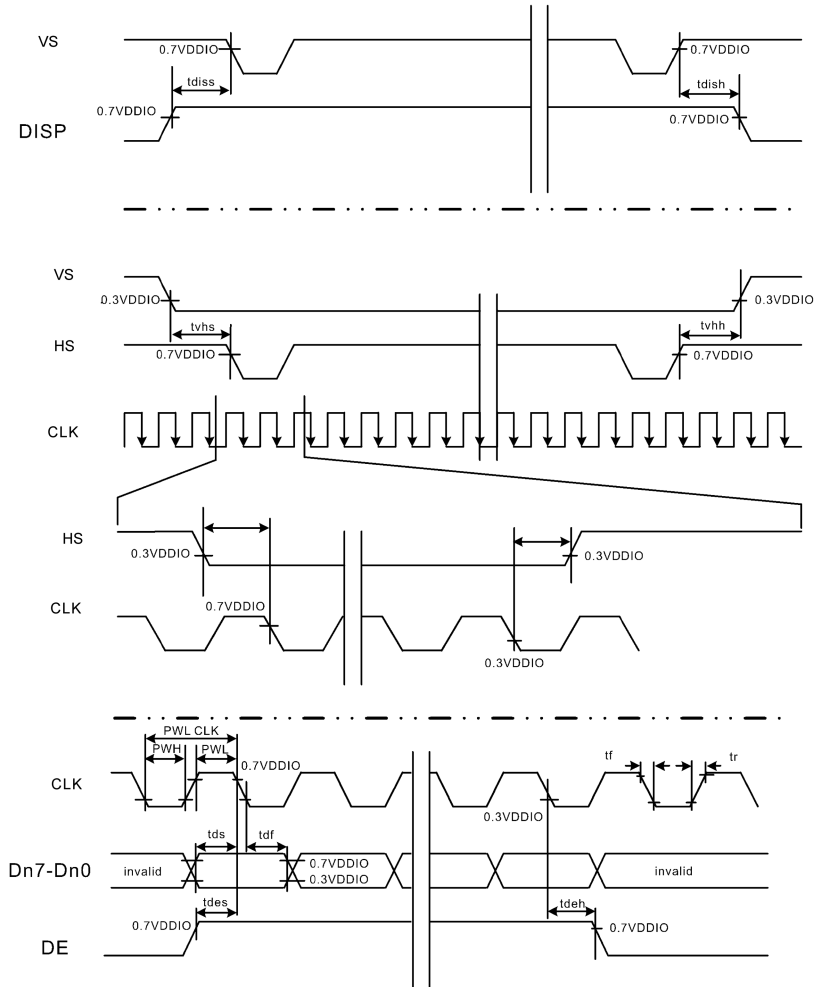 VS
0.7VDDIO
0.7VDDIO
tdiss
tdish
0.7VDDIO
0.7VDDIO
DISP
VS
0.3VDDIO
0.3VDDIO
tvhs
tvhh
HS
0.7VDDIO
0.7VDDIO
CLK
HS
0.3VDDIO
0.3VDDIO
CLK
0.7VDDIO
0.3VDDIO
PWL CLK
PWH
PWL
0.7VDDIO
tf
tr
CLK
0.3VDDIO
tds
tdf
Dn7-Dn0
invalid
0.7VDDIO
0.3VDDIO
invalid
tdes
tdeh
0.7VDDIO
0.7VDDIO
DE